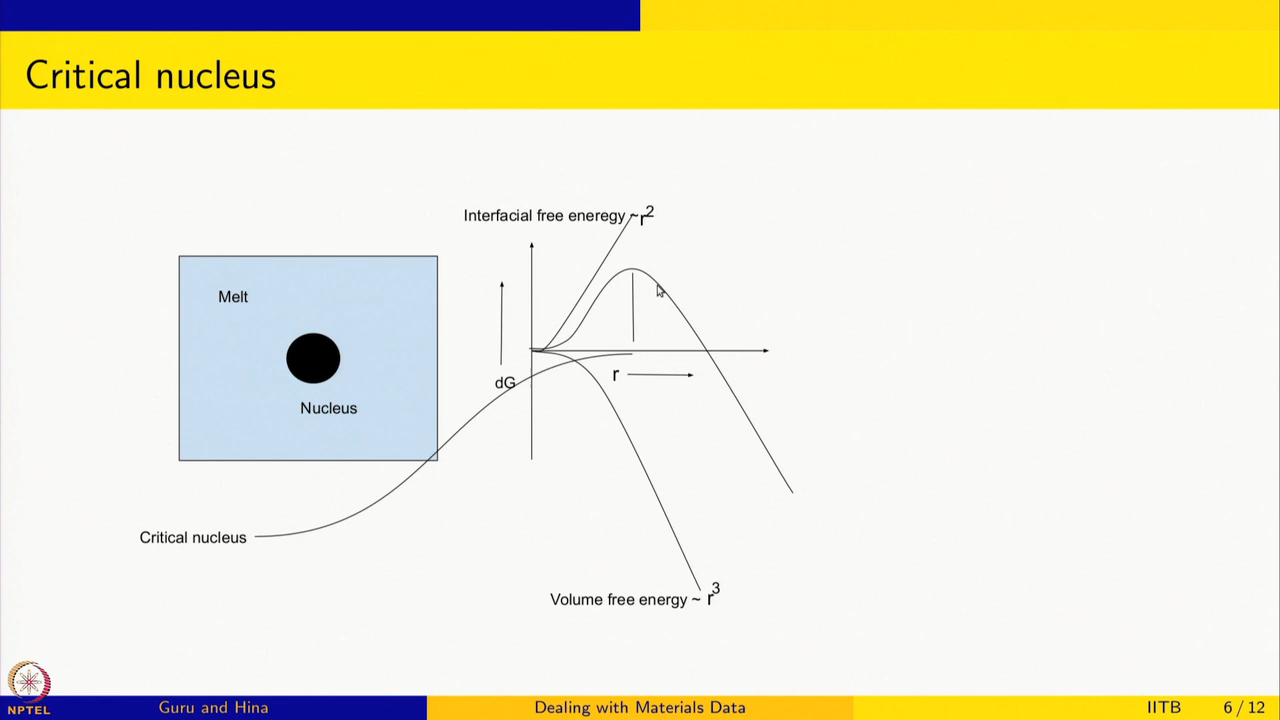 Critical nucleus
Interfacial free eneregy ~r2
Melt
Nucleus
dG
r
Critical nucleus
Volume free energy ~ r3
NPTEL
Guru and Hina
Dealing with Materials Data
IITB
6 / 12